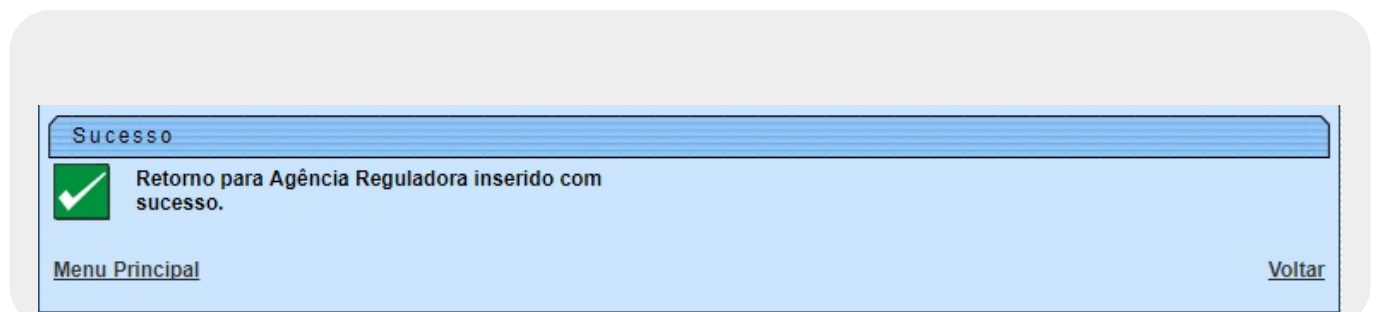 Sucesso
Retorno para Agência Reguladora inserido com
sucesso.
Menu Principal
Voltar